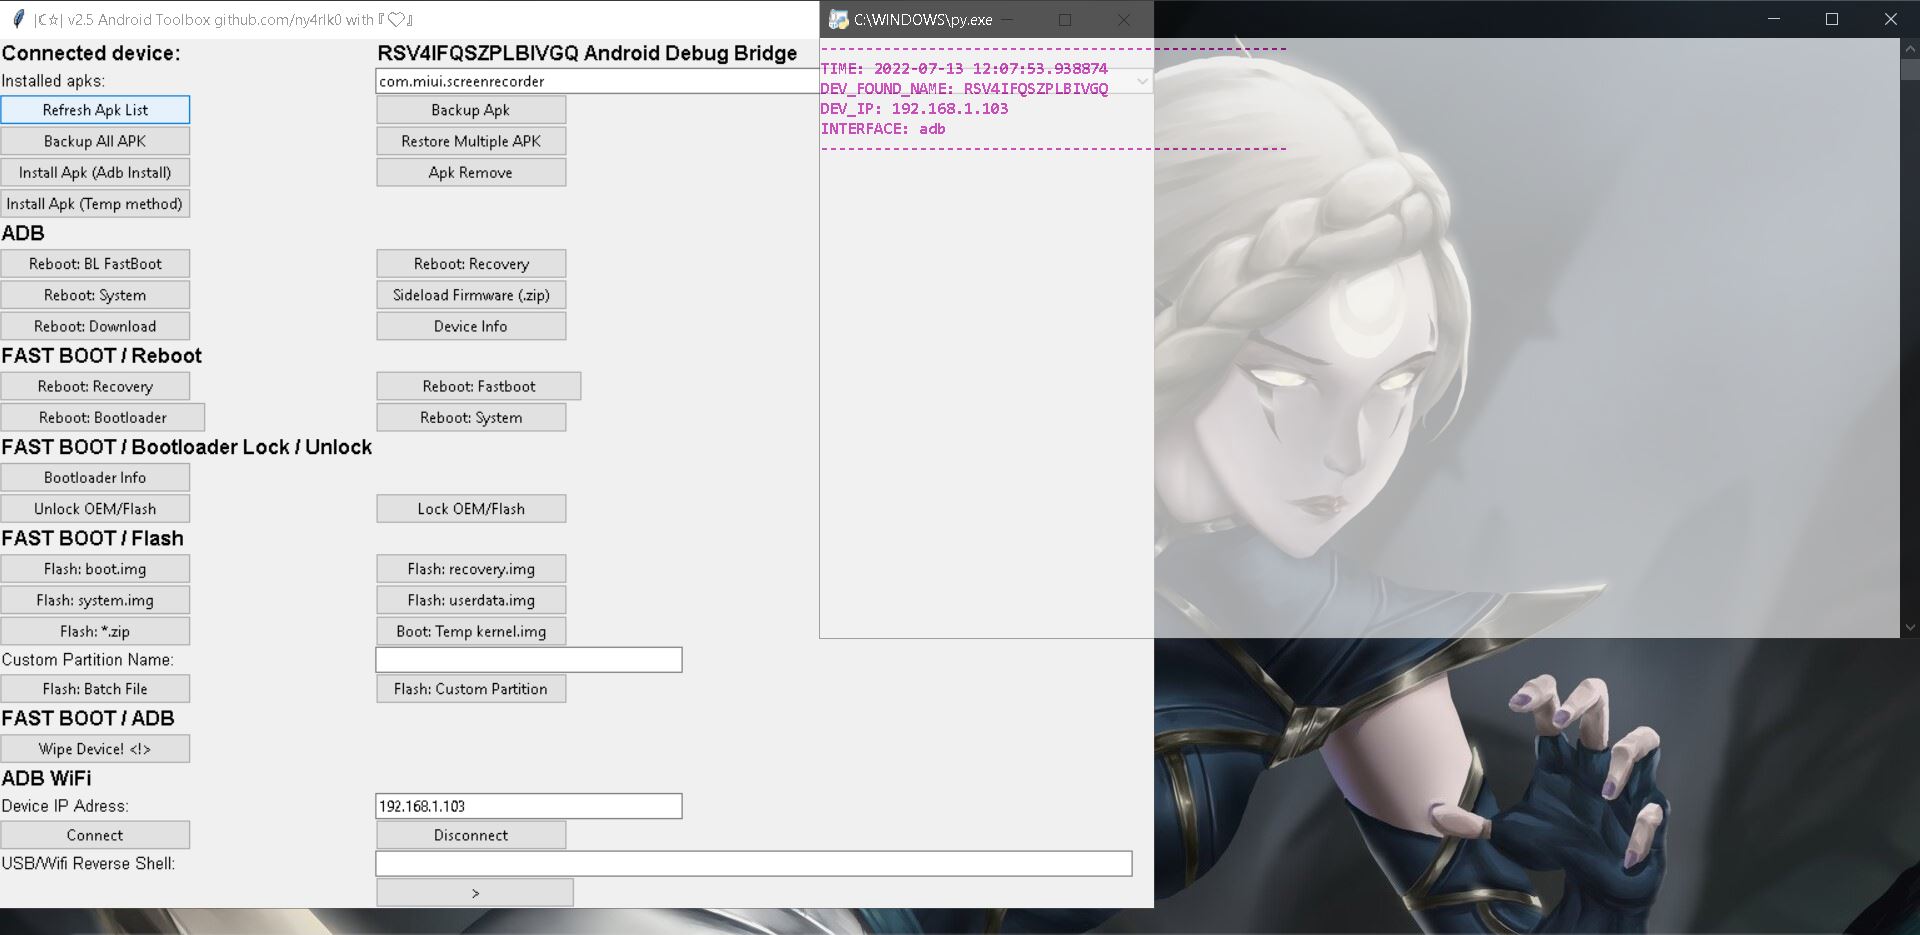 |☾☆| v2.5 Android Toolbox github.com/ny4rlk0 with『♡』
Connected device:
RSV4IFQSZPLBIVGQ Android Debug Bridge
Installed apks:
com.miui.screenrecorder
Refresh Apk List
Backup Apk
Backup All APK
Restore Multiple APK
Install Apk (Adb Install)
Apk Remove
Install Apk (Temp method)
ADB
Reboot: BL FastBoot
Reboot: Recovery
Reboot: System
Sideload Firmware (.zip)
Reboot: Download
Device Info
FAST BOOT / Reboot
Reboot: Recovery
Reboot: Fastboot
Reboot: Bootloader
Reboot: System
FAST BOOT / Bootloader Lock / Unlock
Bootloader Info
Unlock OEM/Flash
Lock OEM/Flash
FAST BOOT / Flash
Flash: boot.img
Flash: recovery.img
Flash: system.img
Flash: userdata.img
Flash: *.zip
Boot: Temp kernel.img
Custom Partition Name:
Flash: Batch File
Flash: Custom Partition
FAST BOOT / ADB
Wipe Device! <!>
ADB WiFi
Device IP Adress:
192.168.1.103
Connect
Disconnect
USB/Wifi Reverse Shell:
>
C:\WINDOWS\py.exe
----------------------------------------------------
TIME: 2022-07-13 12:07:53.938874
DEV_FOUND_NAME: RSV4IFQSZPLBIVGQ
DEV_IP: 192.168.1.103
INTERFACE: adb
----------------------------------------------------